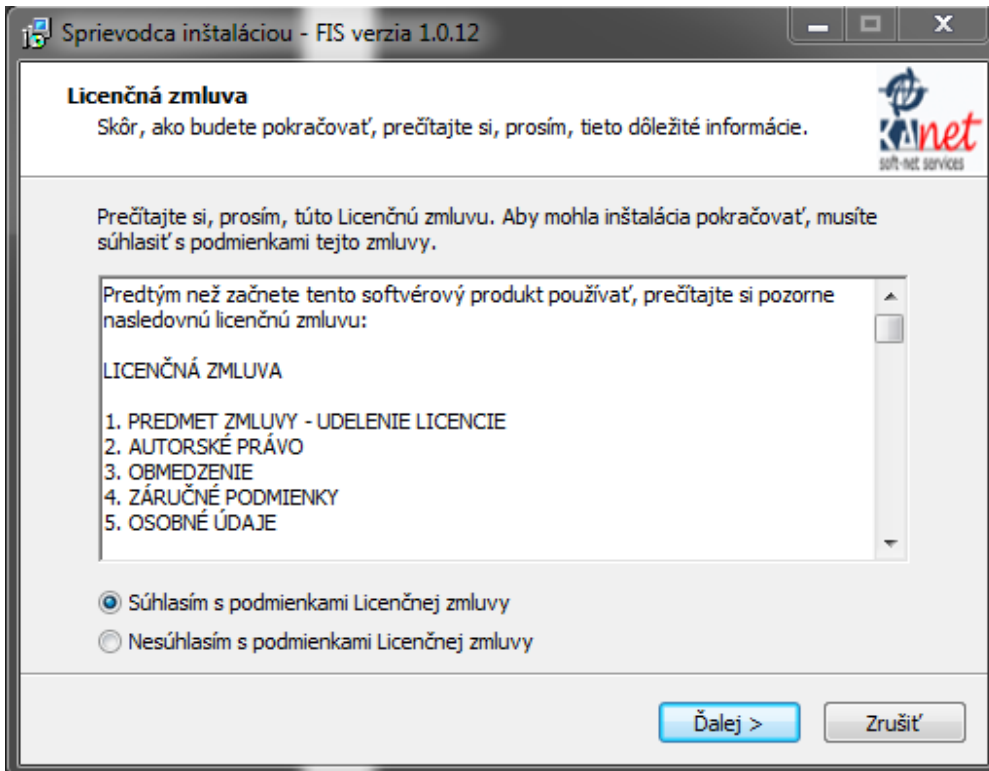 Sprievodca inštaláciou - FIS verzia 1.0.12
Licenčná zmluva
Skôr, ako budete pokračovať, prečítajte si, prosím, tieto dôležité informácie.
KAnet
soft-net services
Prečítajte si, prosím, túto Licenčnú zmluvu. Aby mohla inštalácia pokračovať, musíte
súhlasiť s podmienkami tejto zmluvy.
Predtým než začnete tento softvérový produkt používať, prečítajte si pozorne
nasledovnú licenčnú zmluvu:
LICENČNÁ ZMLUVA
1. PREDMET ZMLUVY - UDELENIE LICENCIE
2. AUTORSKÉ PRÁVO
3. OBMEDZENIE
4. ZÁRUČNÉ PODMIENKY
5. OSOBNÉ ÚDAJE
Súhlasím s podmienkami Licenčnej zmluvy
Nesúhlasím s podmienkami Licenčnej zmluvy
Ďalej >
Zrušiť